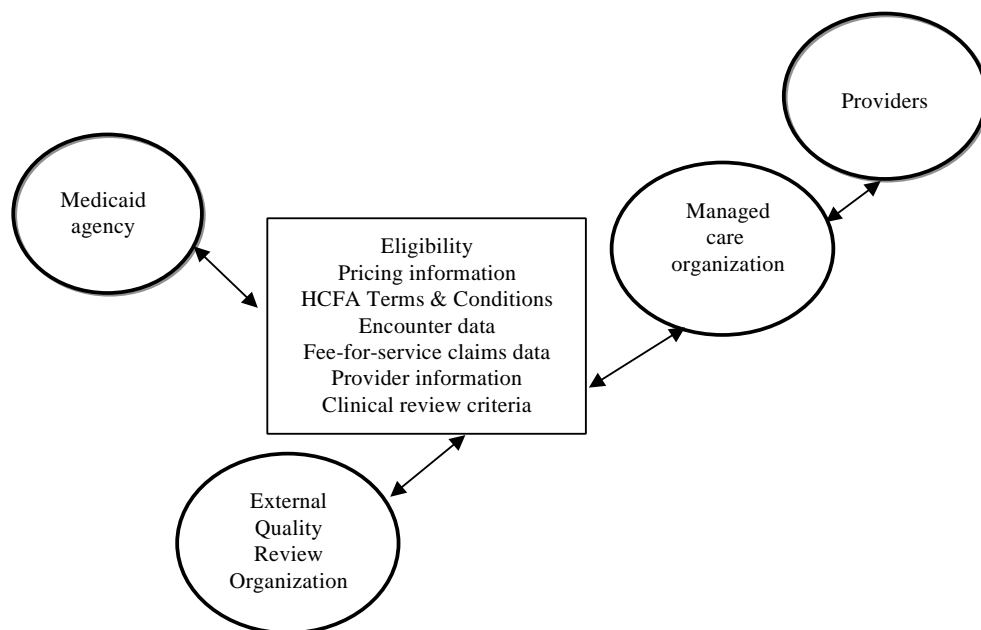 Providers
Medicaid
agency
Managed
care
organization
Eligibility
Pricing information
HCFA Terms & Conditions
Encounter data
Fee-for-service claims data
Provider information
Clinical review criteria
External
Quality
Review
Organization